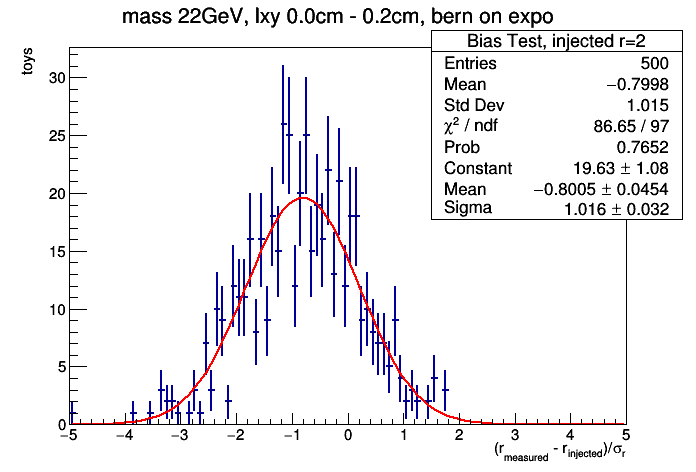 mass 22GeV, lxy 0.0cm - 0.2cm, bern on expo
Bias Test, injected r=2
Entries 500
Mean −0.7998
Std Dev 1.015
χ² / ndf 86.65 / 97
Prob 0.7652
Constant 19.63 ± 1.08
Mean −0.8005 ± 0.0454
Sigma 1.016 ± 0.032
toys
30
25
20
15
10
5
0
−5 −4 −3 −2 −1 0 1 2 3 4 5
(r_measured - r_injected)/σ_r